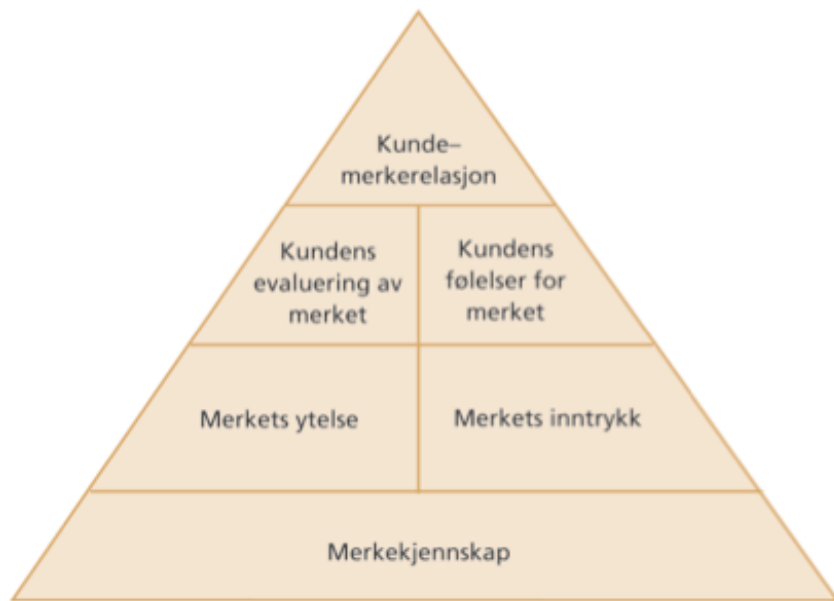 Kunde–
merkerelasjon
Kundens
evaluering av
merket
Kundens
følelser for
merket
Merkets ytelse
Merkets inntrykk
Merkekjennskap